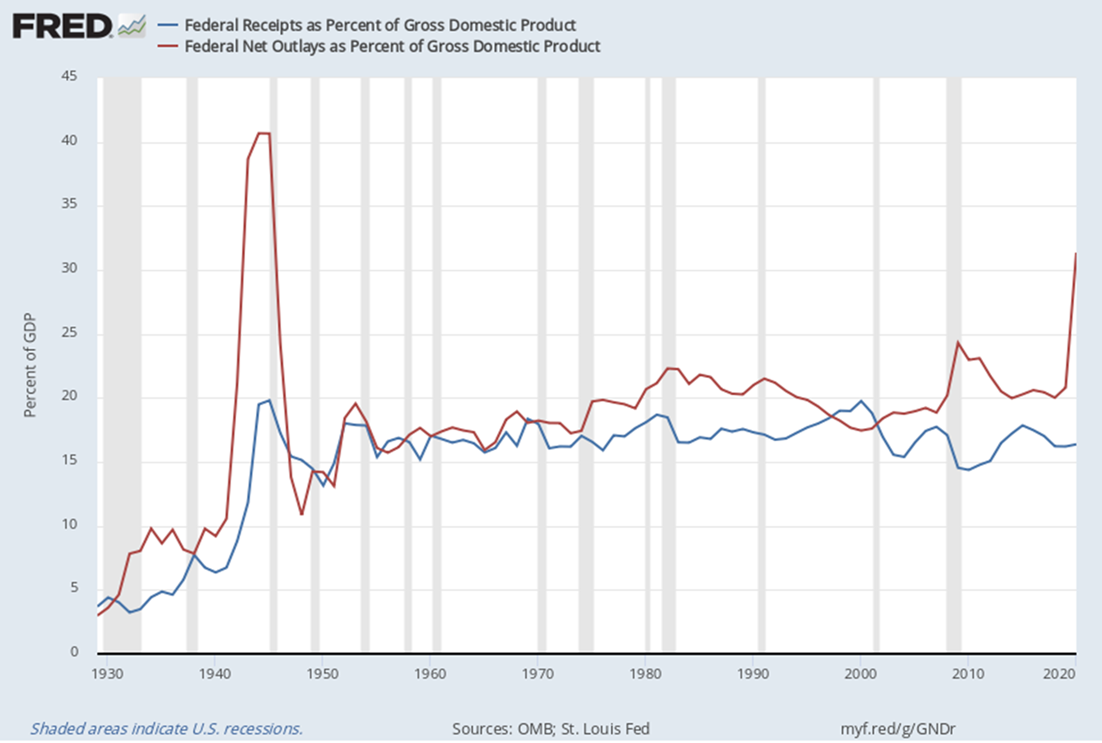 FRED
Federal Receipts as Percent of Gross Domestic Product
Federal Net Outlays as Percent of Gross Domestic Product
Percent of GDP
45
40
35
30
25
20
15
10
5
0
1930 1940 1950 1960 1970 1980 1990 2000 2010 2020
Shaded areas indicate U.S. recessions. Sources: OMB; St. Louis Fed myf.red/g/GNDr